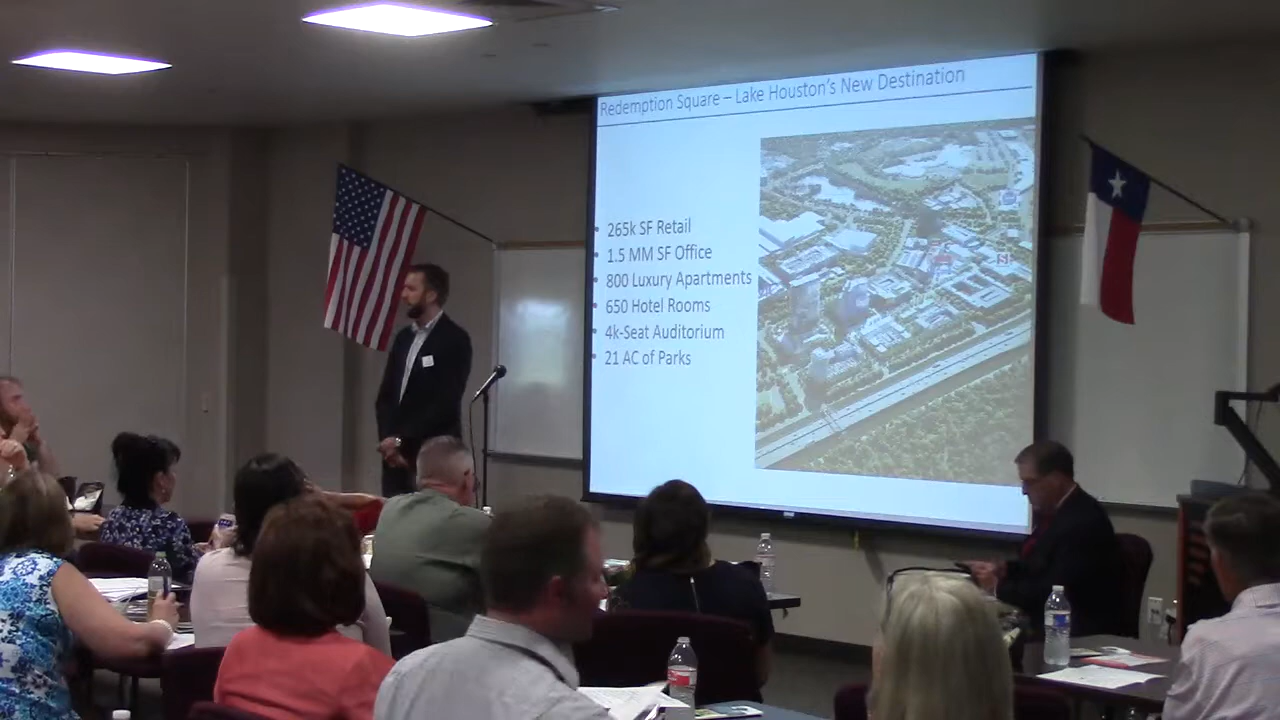 Redemption Square – Lake Houston's New Destination
265k SF Retail
1.5 MM SF Office
800 Luxury Apartments
650 Hotel Rooms
4k-Seat Auditorium
21 AC of Parks